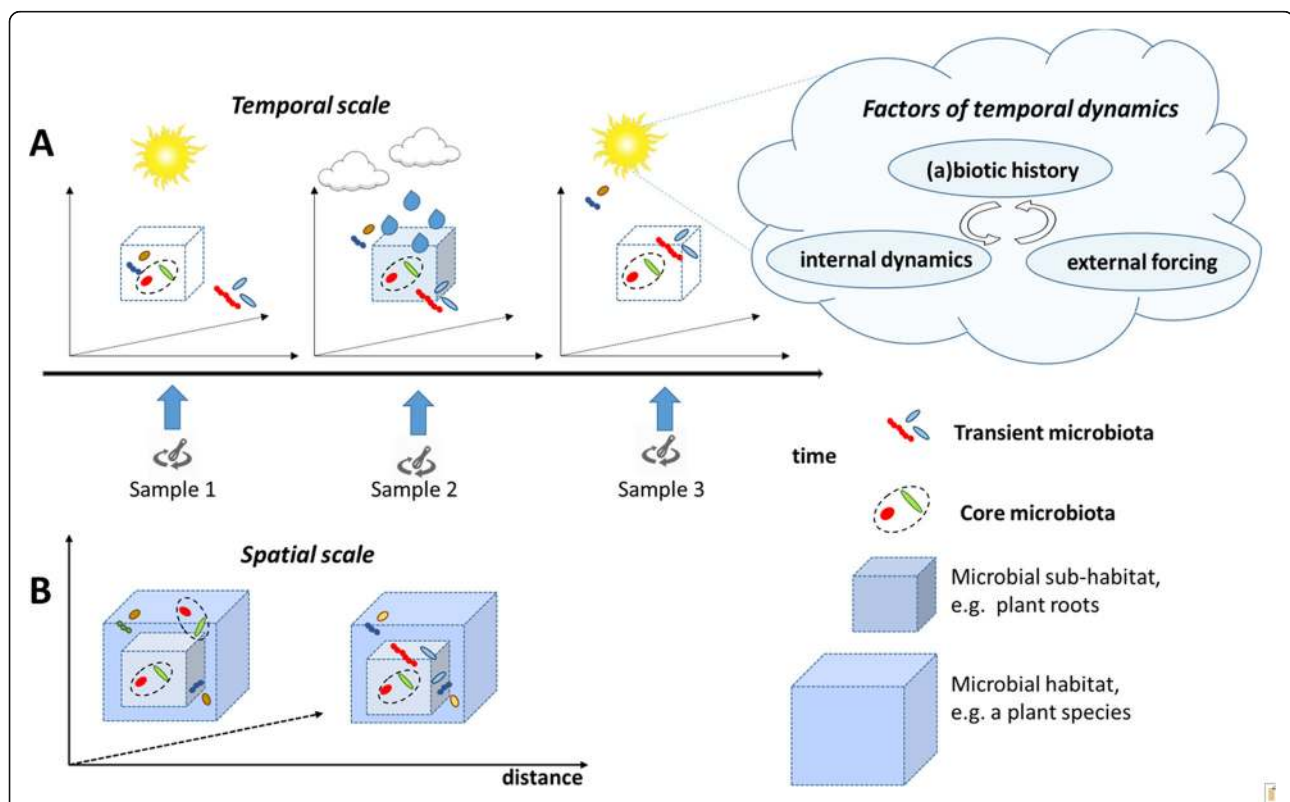 A
Temporal scale
Factors of temporal dynamics
(a)biotic history
internal dynamics
external forcing
Sample 1
Sample 2
Sample 3
time
Transient microbiota
Core microbiota
Microbial sub-habitat,
e.g. plant roots
Microbial habitat,
e.g. a plant species
B
Spatial scale
distance